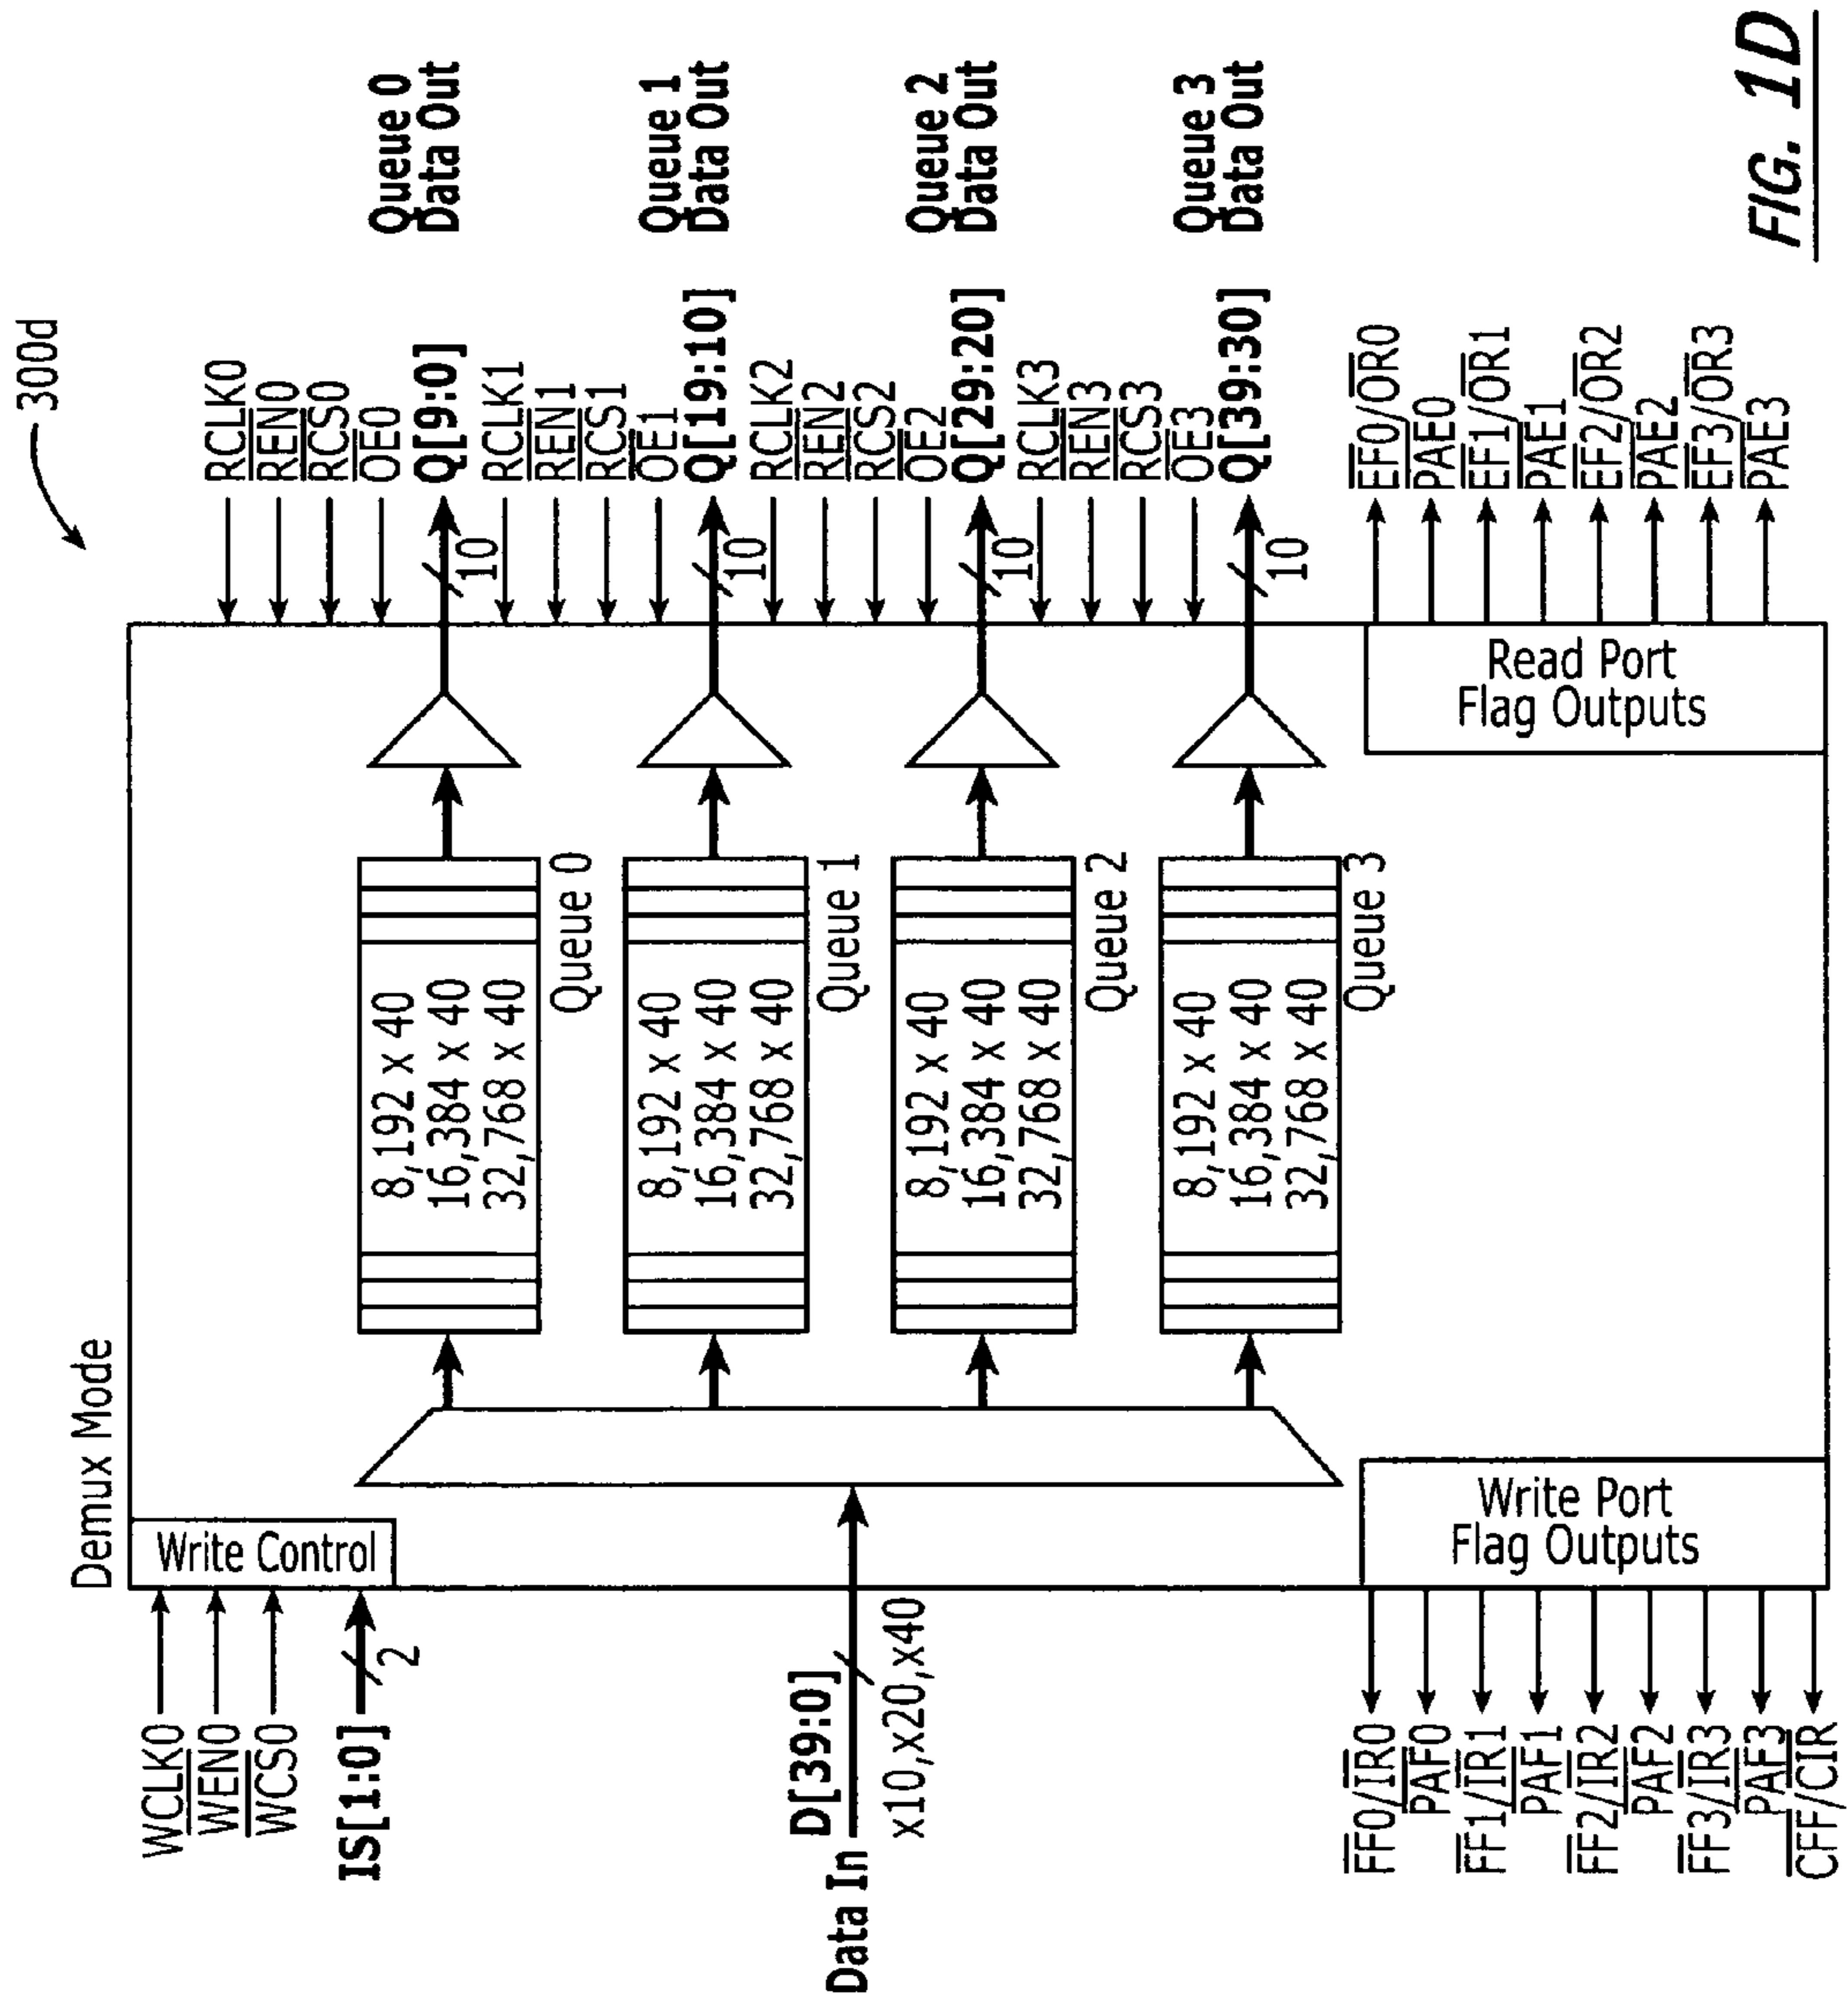 300d
Demux Mode
WCLK0
WEN0
WCS0
IS[1:0]
2
Write Control
Data In
D[39:0]
x10,x20,x40
8,192 x 40
16,384 x 40
32,768 x 40
Queue 0
8,192 x 40
16,384 x 40
32,768 x 40
Queue 1
8,192 x 40
16,384 x 40
32,768 x 40
Queue 2
8,192 x 40
16,384 x 40
32,768 x 40
Queue 3
RCLK0
REN0
RCS0
OE0
Q[9:0]
10
Queue 0
Data Out
RCLK1
REN1
RCS1
OE1
Q[19:10]
10
Queue 1
Data Out
RCLK2
REN2
RCS2
OE2
Q[29:20]
10
Queue 2
Data Out
RCLK3
REN3
RCS3
OE3
Q[39:30]
10
Queue 3
Data Out
Write Port
Flag Outputs
FF0/IR0
PAF0
FF1/IR1
PAF1
FF2/IR2
PAF2
FF3/IR3
PAF3
CFF/CIR
Read Port
Flag Outputs
EF0/OR0
PAE0
EF1/OR1
PAE1
EF2/OR2
PAE2
EF3/OR3
PAE3
FIG. 1D